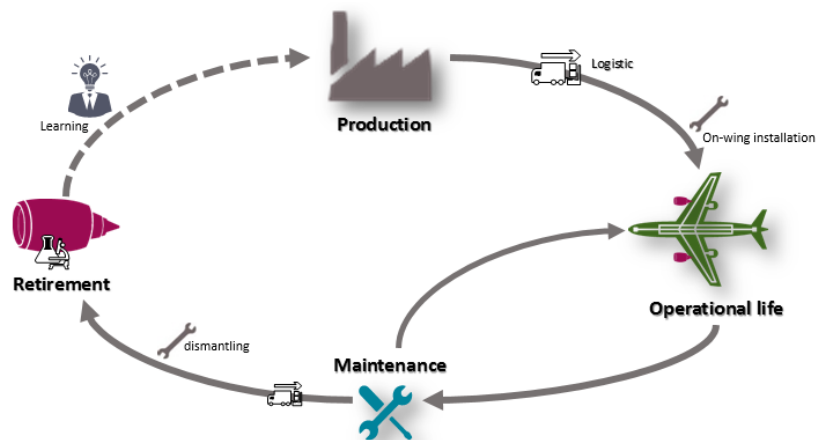 Logistic
Learning
Production
On-wing installation
Retirement
Operational life
dismantling
Maintenance